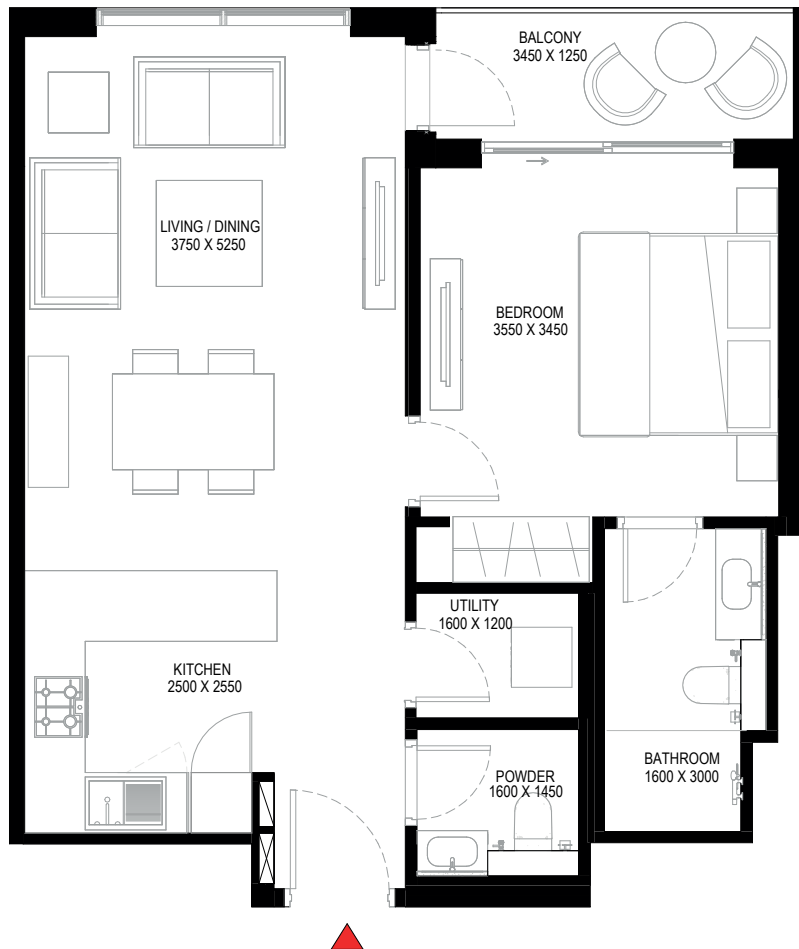 BALCONY
3450 X 1250
LIVING / DINING
3750 X 5250
BEDROOM
3550 X 3450
UTILITY
1600 X 1200
KITCHEN
2500 X 2550
POWDER
1600 X 1450
BATHROOM
1600 X 3000